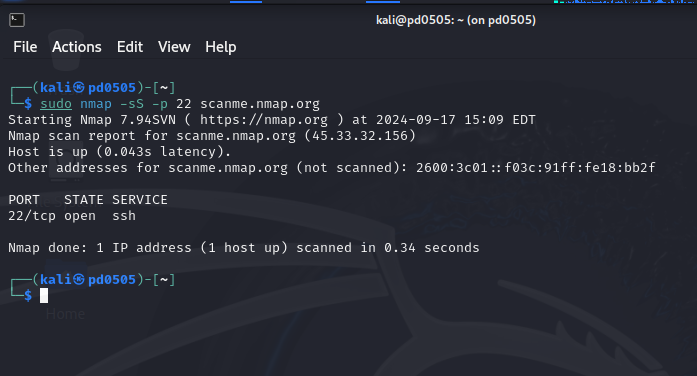 kali@pd0505: ~ (on pd0505)
File Actions Edit View Help
┌──(kali㉿pd0505)-[~]
└─$ sudo nmap -sS -p 22 scanme.nmap.org
Starting Nmap 7.94SVN ( https://nmap.org ) at 2024-09-17 15:09 EDT
Nmap scan report for scanme.nmap.org (45.33.32.156)
Host is up (0.043s latency).
Other addresses for scanme.nmap.org (not scanned): 2600:3c01::f03c:91ff:fe18:bb2f
PORT   STATE SERVICE
22/tcp open  ssh
Nmap done: 1 IP address (1 host up) scanned in 0.34 seconds
┌──(kali㉿pd0505)-[~]
└─$
Home